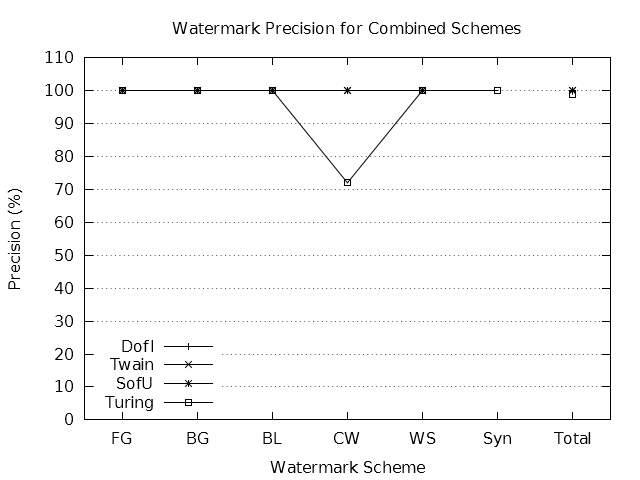 Watermark Precision for Combined Schemes
110
100
90
80
70
60
50
40
30
20
10
0
Precision (%)
DofI
Twain
SofU
Turing
FG BG BL CW WS Syn Total
Watermark Scheme